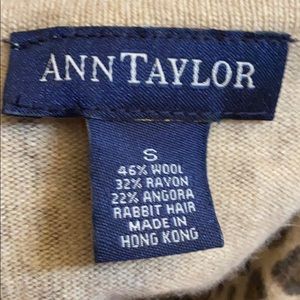 ANN TAYLOR
S
46% WOOL
32% RAYON
22% ANGORA
RABBIT HAIR
MADE IN
HONG KONG